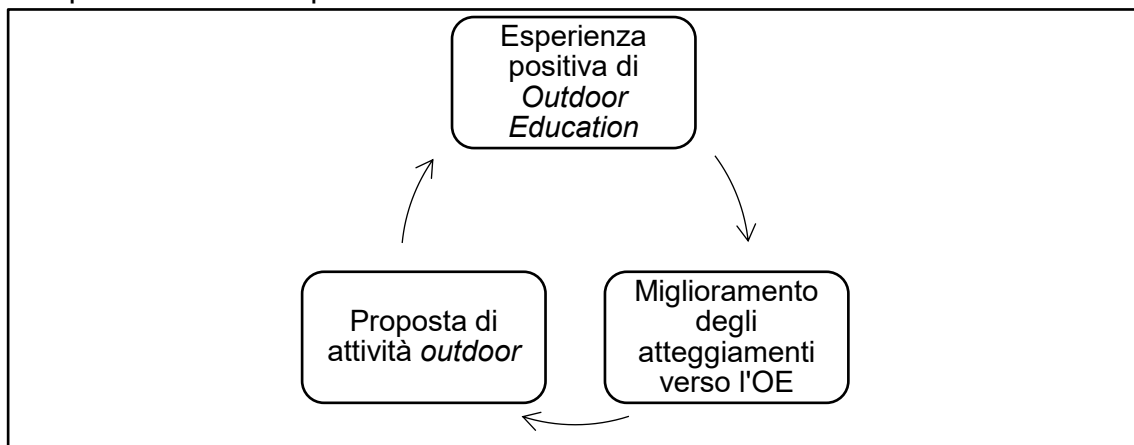 Esperienza
positiva di
Outdoor
Education
Proposta di
attività outdoor
Miglioramento
degli
atteggiamenti
verso l'OE